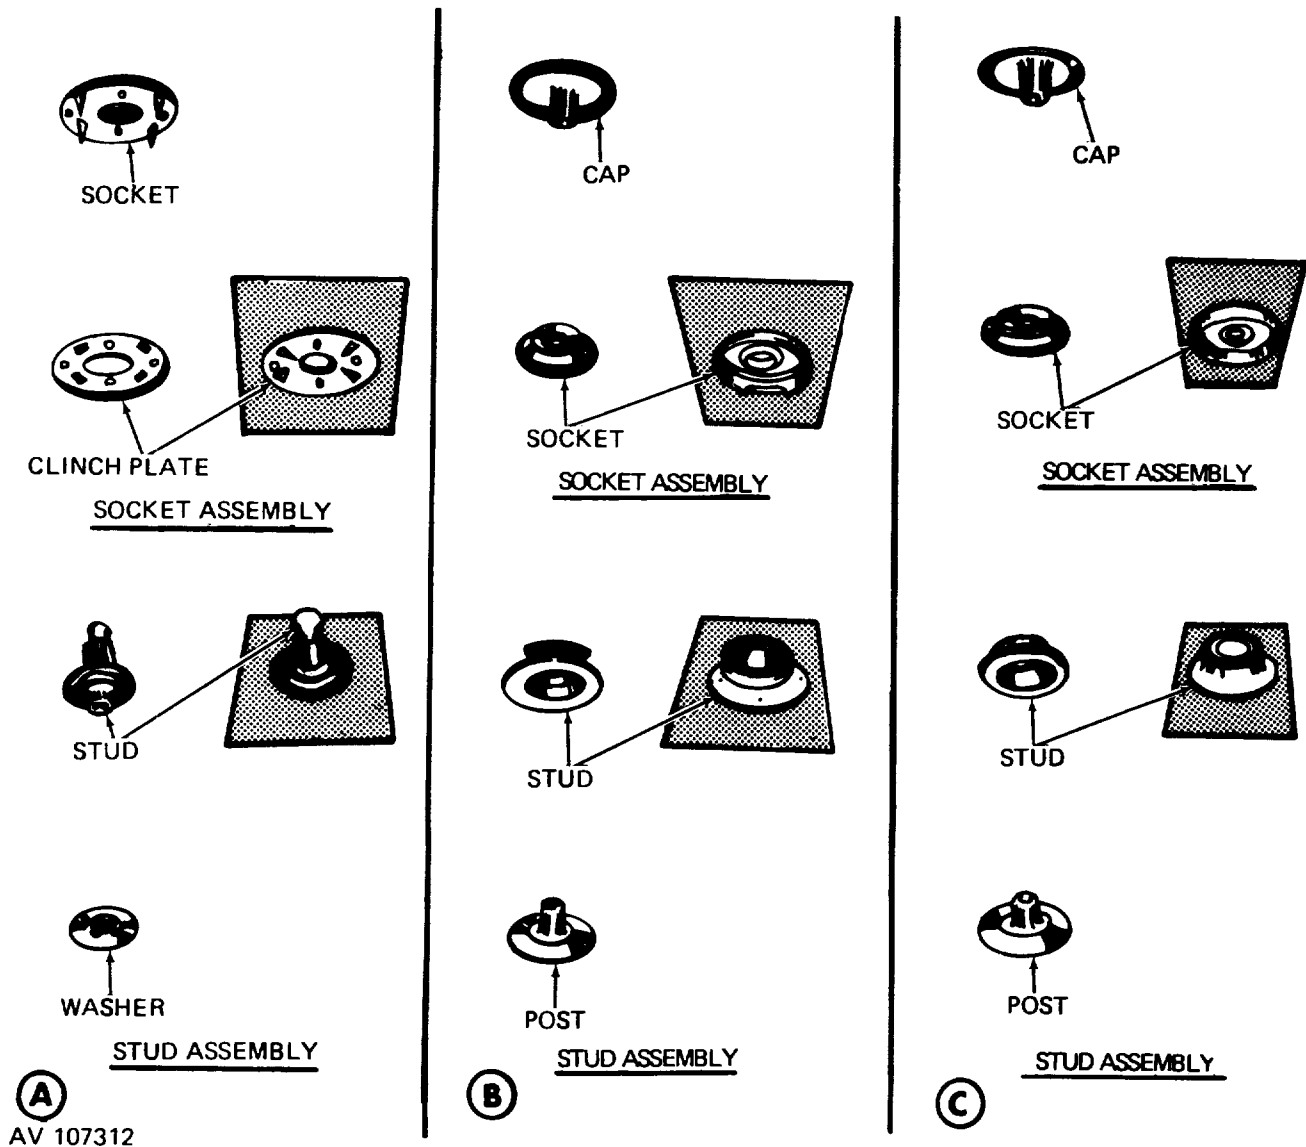 SOCKET
CLINCH PLATE
SOCKET ASSEMBLY
STUD
WASHER
STUD ASSEMBLY
A
AV 107312
CAP
SOCKET
SOCKET ASSEMBLY
STUD
POST
STUD ASSEMBLY
B
CAP
SOCKET
SOCKET ASSEMBLY
STUD
POST
STUD ASSEMBLY
C